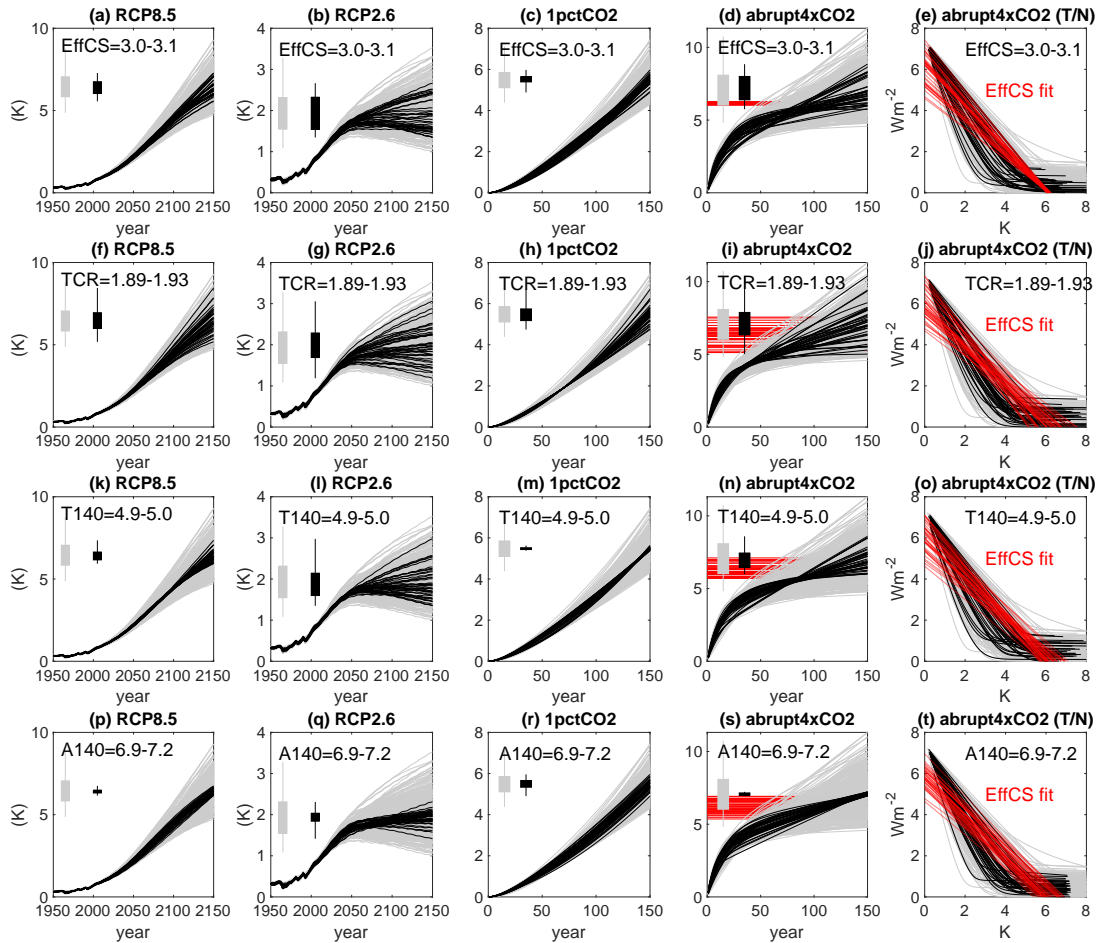 (a) RCP8.5 (b) RCP2.6 (c) 1pctCO2 (d) abrupt4xCO2 (e) abrupt4xCO2 (T/N)
EffCS=3.0-3.1 EffCS=3.0-3.1 EffCS=3.0-3.1 EffCS=3.0-3.1 EffCS=3.0-3.1
EffCS fit
(K) (K) Wm-2
10 5 0 4 3 2 1 0 8 6 4 2 0 10 5 0 8 6 4 2 0
1950 2000 2050 2100 2150 1950 2000 2050 2100 2150 0 50 100 150 0 50 100 150 0 2 4 6 8
year year year year K
(f) RCP8.5 (g) RCP2.6 (h) 1pctCO2 (i) abrupt4xCO2 (j) abrupt4xCO2 (T/N)
TCR=1.89-1.93 TCR=1.89-1.93 TCR=1.89-1.93 TCR=1.89-1.93 TCR=1.89-1.93
EffCS fit
(K) (K) Wm-2
10 5 0 4 3 2 1 0 8 6 4 2 0 10 5 0 8 6 4 2 0
1950 2000 2050 2100 2150 1950 2000 2050 2100 2150 0 50 100 150 0 50 100 150 0 2 4 6 8
year year year year K
(k) RCP8.5 (l) RCP2.6 (m) 1pctCO2 (n) abrupt4xCO2 (o) abrupt4xCO2 (T/N)
T140=4.9-5.0 T140=4.9-5.0 T140=4.9-5.0 T140=4.9-5.0 T140=4.9-5.0
EffCS fit
(K) (K) Wm-2
10 5 0 4 3 2 1 0 8 6 4 2 0 10 5 0 8 6 4 2 0
1950 2000 2050 2100 2150 1950 2000 2050 2100 2150 0 50 100 150 0 50 100 150 0 2 4 6 8
year year year year K
(p) RCP8.5 (q) RCP2.6 (r) 1pctCO2 (s) abrupt4xCO2 (t) abrupt4xCO2 (T/N)
A140=6.9-7.2 A140=6.9-7.2 A140=6.9-7.2 A140=6.9-7.2 A140=6.9-7.2
EffCS fit
(K) (K) Wm-2
10 5 0 4 3 2 1 0 8 6 4 2 0 10 5 0 8 6 4 2 0
1950 2000 2050 2100 2150 1950 2000 2050 2100 2150 0 50 100 150 0 50 100 150 0 2 4 6 8
year year year year K